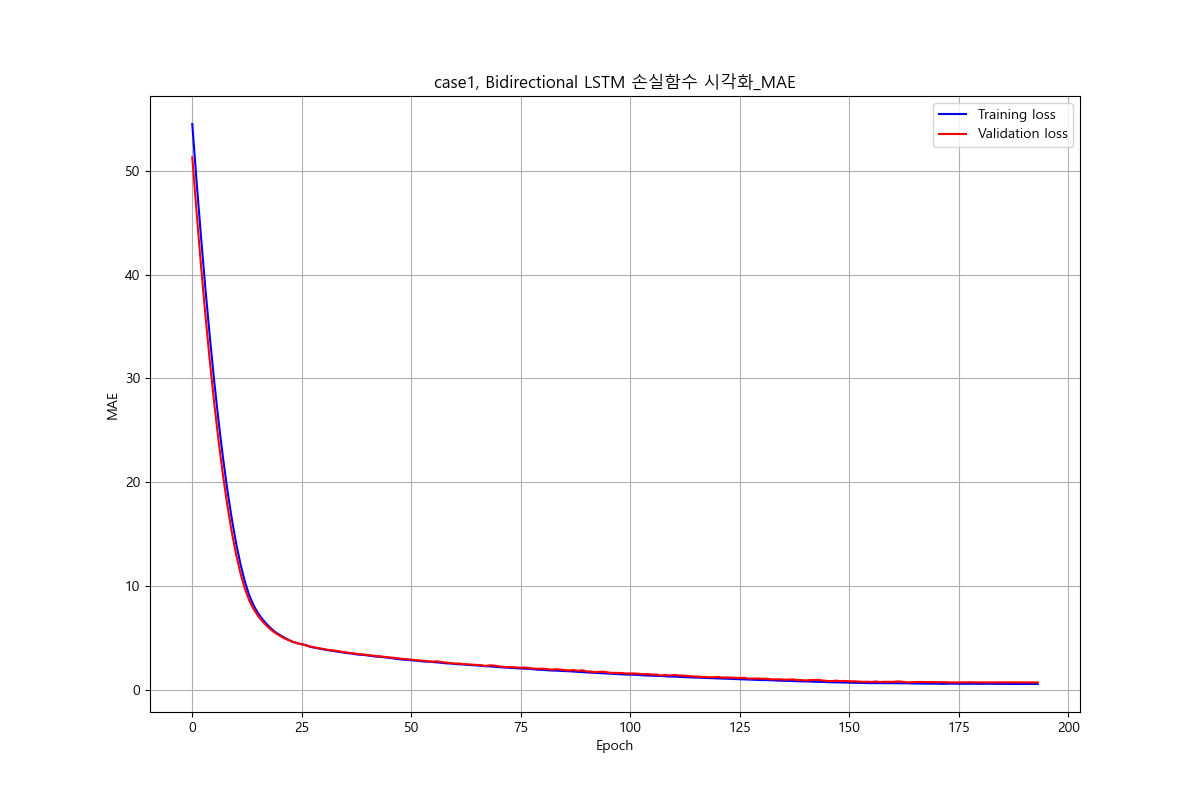 case1, Bidirectional LSTM 손실함수 시각화_MAE
Training loss
Validation loss
50
40
30
20
10
0
MAE
0 25 50 75 100 125 150 175 200
Epoch